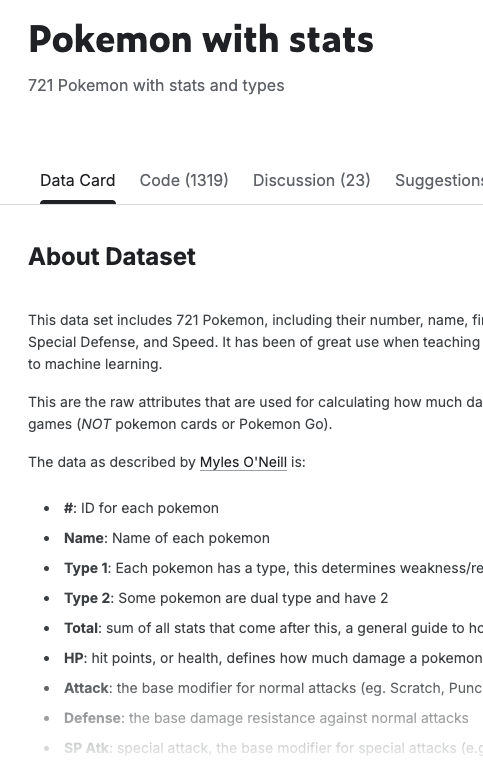 Pokemon with stats
721 Pokemon with stats and types
Data Card Code (1319) Discussion (23) Suggestions
About Dataset
This data set includes 721 Pokemon, including their number, name, fi
Special Defense, and Speed. It has been of great use when teaching
to machine learning.
This are the raw attributes that are used for calculating how much da
games (NOT pokemon cards or Pokemon Go).
The data as described by Myles O'Neill is:
• #: ID for each pokemon
• Name: Name of each pokemon
• Type 1: Each pokemon has a type, this determines weakness/re
• Type 2: Some pokemon are dual type and have 2
• Total: sum of all stats that come after this, a general guide to ho
• HP: hit points, or health, defines how much damage a pokemon
• Attack: the base modifier for normal attacks (eg. Scratch, Punc
• Defense: the base damage resistance against normal attacks
• SP Atk: special attack, the base modifier for special attacks (e.g